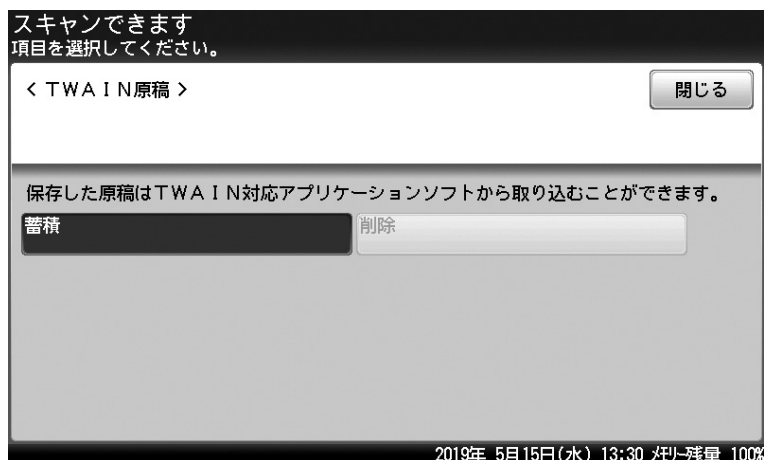 スキャンできます
項目を選択してください。
< TWAIN原稿 >
閉じる
保存した原稿はTWAIN対応アプリケーションソフトから取り込むことができます。
蓄積
削除
2019年 5月15日(水) 13:30 ﾒﾓﾘｰ残量 100%